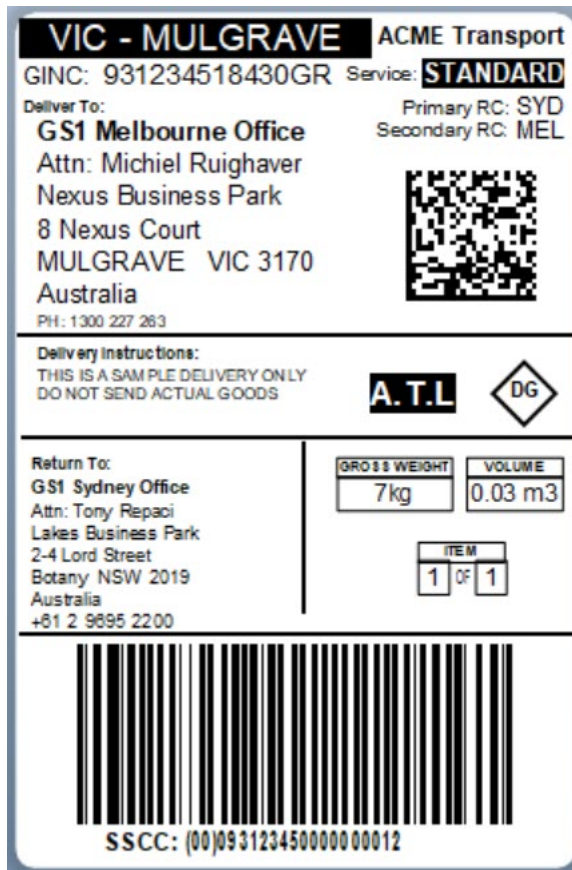 VIC - MULGRAVE ACME Transport
GINC: 931234518430GR Service: STANDARD
Deliver To: Primary RC: SYD
GS1 Melbourne Office Secondary RC: MEL
Attn: Michiel Ruighaver
Nexus Business Park
8 Nexus Court
MULGRAVE VIC 3170
Australia
PH: 1300 227 263
Delivery Instructions:
THIS IS A SAMPLE DELIVERY ONLY
DO NOT SEND ACTUAL GOODS
A.T.L DG
Return To:
GS1 Sydney Office
Attn: Tony Repaci
Lakes Business Park
2-4 Lord Street
Botany NSW 2019
Australia
+61 2 9695 2200
GROSS WEIGHT VOLUME
7kg 0.03 m3
ITEM
1 OF 1
SSCC: (00)093123450000000012